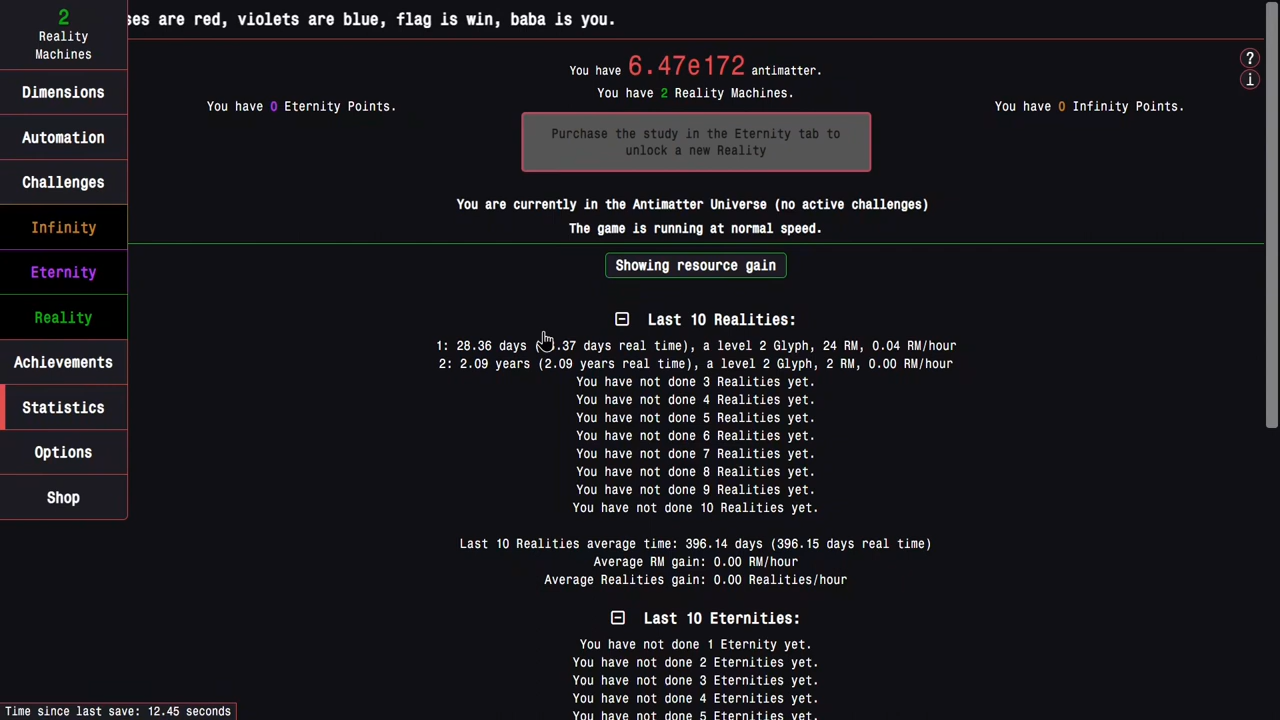 2
Reality
Machines
Dimensions
Automation
Challenges
Infinity
Eternity
Reality
Achievements
Statistics
Options
Shop
Time since last save: 12.45 seconds
are red, violets are blue, flag is win, baba is you.
You have 6.47e172 antimatter.
You have 2 Reality Machines.
You have 0 Eternity Points.
You have 0 Infinity Points.
?
i
Purchase the study in the Eternity tab to
unlock a new Reality
You are currently in the Antimatter Universe (no active challenges)
The game is running at normal speed.
Showing resource gain
Last 10 Realities:
1: 28.36 days ( .37 days real time), a level 2 Glyph, 24 RM, 0.04 RM/hour
2: 2.09 years (2.09 years real time), a level 2 Glyph, 2 RM, 0.00 RM/hour
You have not done 3 Realities yet.
You have not done 4 Realities yet.
You have not done 5 Realities yet.
You have not done 6 Realities yet.
You have not done 7 Realities yet.
You have not done 8 Realities yet.
You have not done 9 Realities yet.
You have not done 10 Realities yet.
Last 10 Realities average time: 396.14 days (396.15 days real time)
Average RM gain: 0.00 RM/hour
Average Realities gain: 0.00 Realities/hour
Last 10 Eternities:
You have not done 1 Eternity yet.
You have not done 2 Eternities yet.
You have not done 3 Eternities yet.
You have not done 4 Eternities yet.
You have not done 5 Eternities yet.